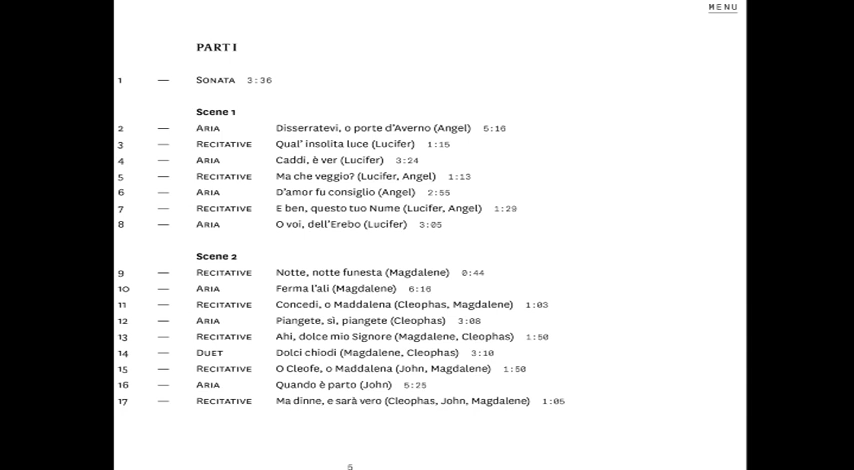 MENU
PART I
1 — SONATA 3:36
Scene 1
2 — ARIA Disserratevi, o porte d'Averno (Angel) 5:16
3 — RECITATIVE Qual' insolita luce (Lucifer) 1:15
4 — ARIA Caddi, è ver (Lucifer) 3:24
5 — RECITATIVE Ma che veggio? (Lucifer, Angel) 1:13
6 — ARIA D'amor fu consiglio (Angel) 2:55
7 — RECITATIVE E ben, questo tuo Nume (Lucifer, Angel) 1:29
8 — ARIA O voi, dell'Erebo (Lucifer) 3:05
Scene 2
9 — RECITATIVE Notte, notte funesta (Magdalene) 0:44
10 — ARIA Ferma l'ali (Magdalene) 6:16
11 — RECITATIVE Concedi, o Maddalena (Cleophas, Magdalene) 1:03
12 — ARIA Piangete, sì, piangete (Cleophas) 3:08
13 — RECITATIVE Ahi, dolce mio Signore (Magdalene, Cleophas) 1:50
14 — DUET Dolci chiodi (Magdalene, Cleophas) 3:10
15 — RECITATIVE O Cleofe, o Maddalena (John, Magdalene) 1:50
16 — ARIA Quando è parto (John) 5:25
17 — RECITATIVE Ma dinne, e sarà vero (Cleophas, John, Magdalene) 1:05
5